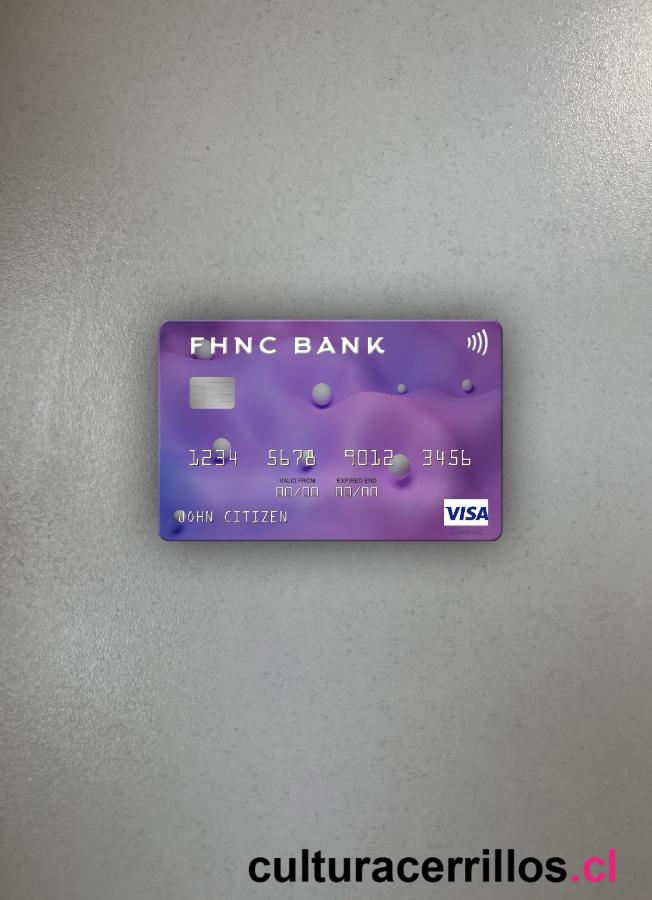 FHNC BANK
1234 5678 9012 3456
VALID FROM EXPIRED END
00/00 00/00
JOHN CITIZEN
VISA
Classic
culturacerrillos.cl